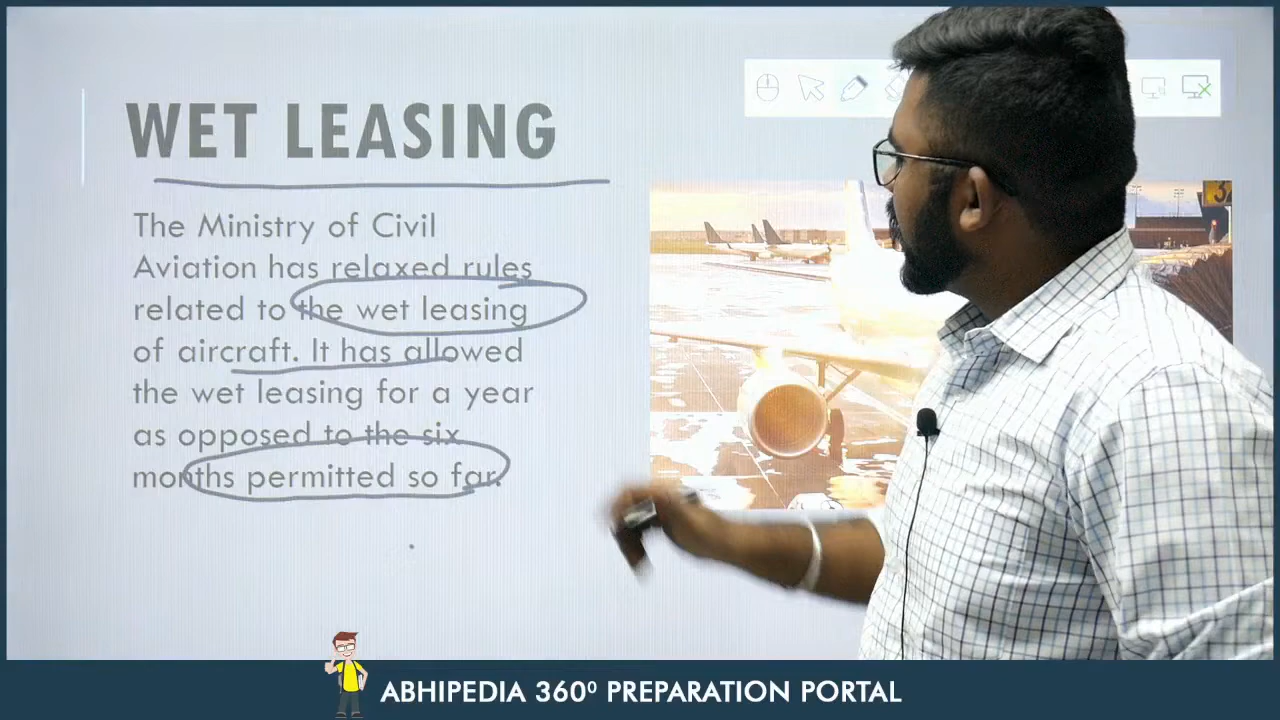 WET LEASING
The Ministry of Civil
Aviation has relaxed rules
related to the wet leasing
of aircraft. It has allowed
the wet leasing for a year
as opposed to the six
months permitted so far.
3
ABHIPEDIA 360⁰ PREPARATION PORTAL